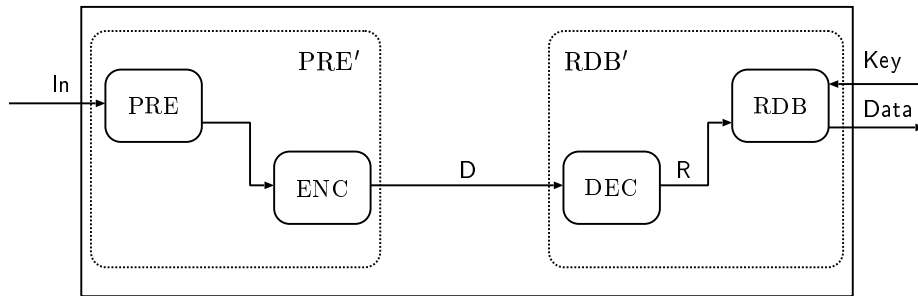 PRE′
RDB′
In
Key
PRE
RDB
Data
ENC
D
DEC
R